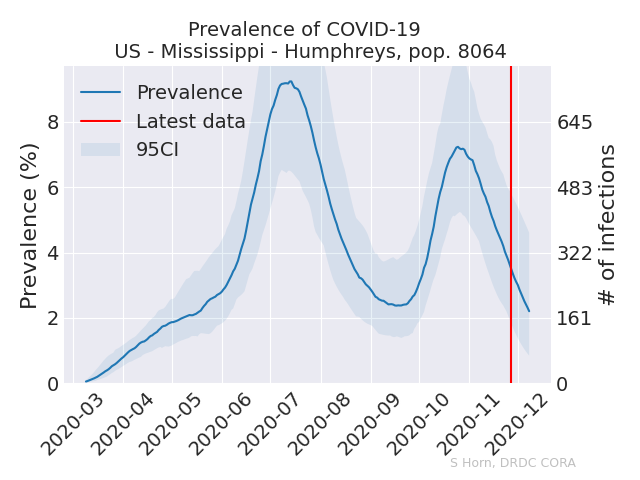 Prevalence of COVID-19
US - Mississippi - Humphreys, pop. 8064
Prevalence
Latest data
95CI
Prevalence (%)
8
6
4
2
0
645
483
322
161
0
# of infections
2020-03
2020-04
2020-05
2020-06
2020-07
2020-08
2020-09
2020-10
2020-11
2020-12
S Horn, DRDC CORA